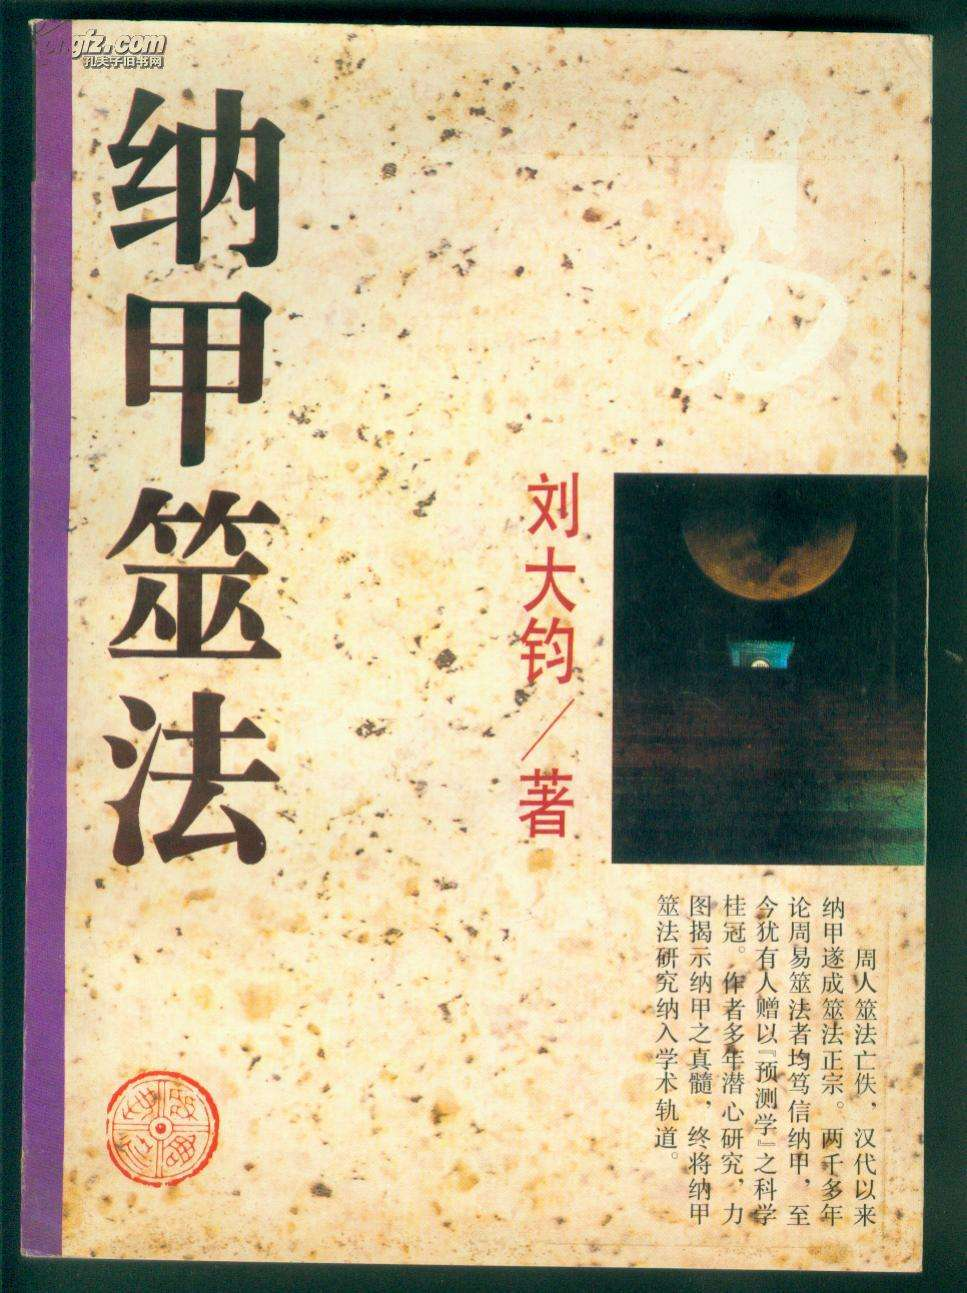 ongfz.com
孔夫子旧书网
纳甲筮法
易
刘大钧/著
周人筮法亡佚，汉代以来
纳甲遂成筮法正宗。两千多年
论周易筮法者均笃信纳甲，至
今犹有人赠以『预测学』之科学
桂冠。作者多年潜心研究，力
图揭示纳甲之真髓，终将纳甲
筮法研究纳入学术轨道。